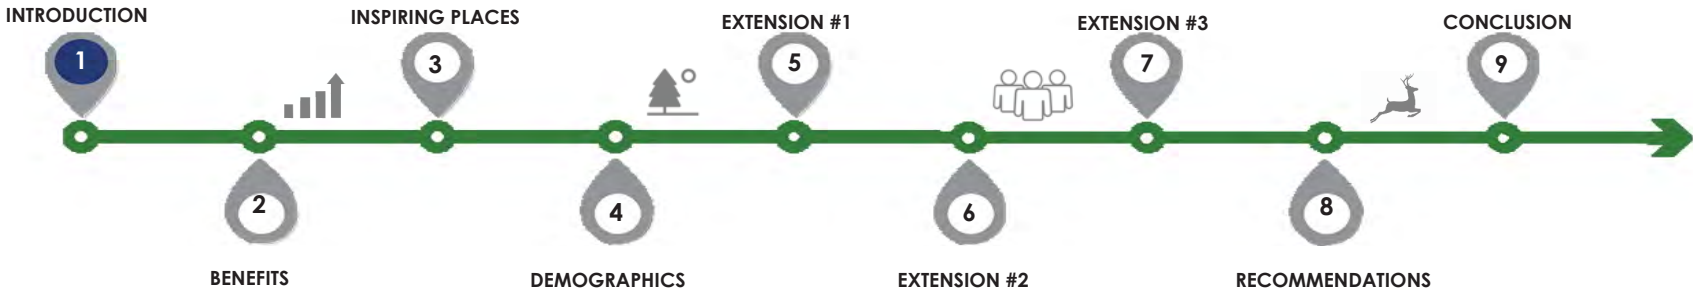 INTRODUCTION
1
2
BENEFITS
INSPIRING PLACES
3
4
DEMOGRAPHICS
EXTENSION #1
5
6
EXTENSION #2
EXTENSION #3
7
8
RECOMMENDATIONS
CONCLUSION
9